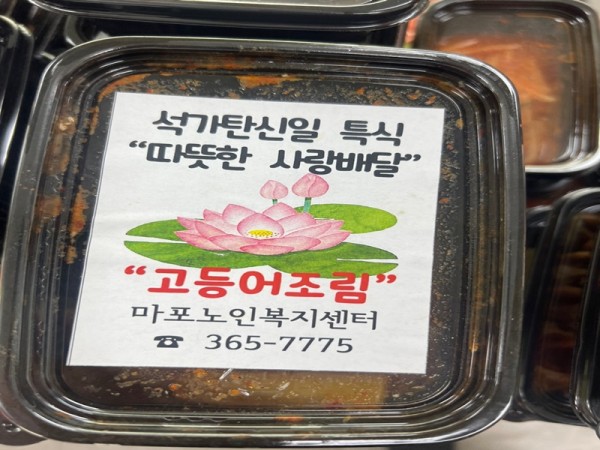 석가탄신일 특식
“따뜻한 사랑배달”
“고등어조림”
마포노인복지센터
☎ 365-7775